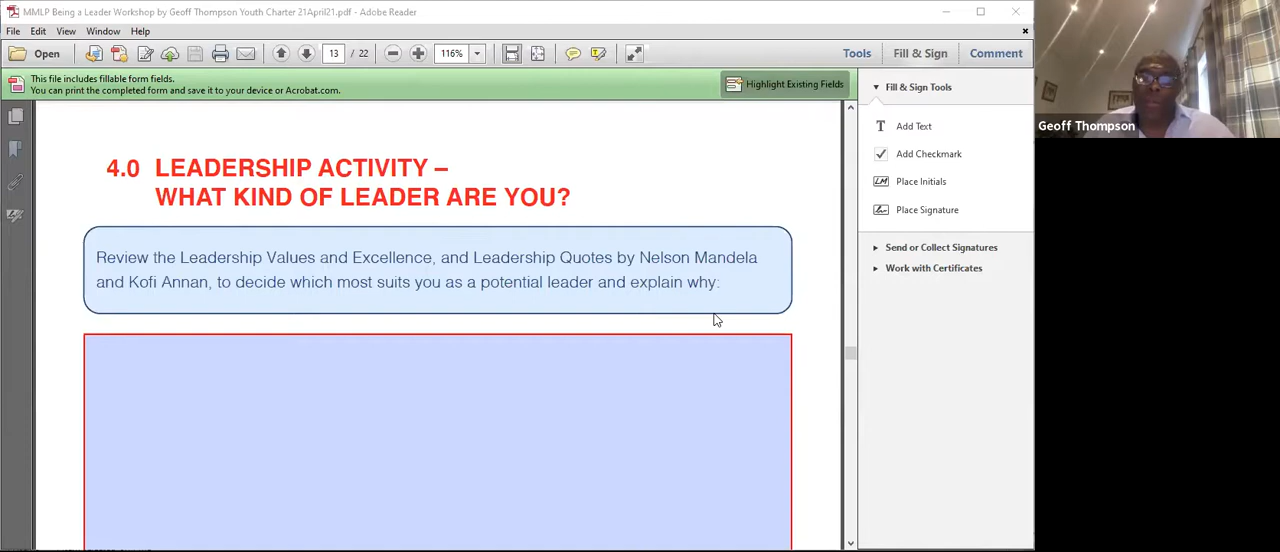 MMLP Being a Leader Workshop by Geoff Thompson Youth Charter 21April21.pdf - Adobe Reader
File Edit View Window Help
Open 13 / 22 116% Tools Fill & Sign Comment
This file includes fillable form fields.
You can print the completed form and save it to your device or Acrobat.com.
Highlight Existing Fields
Fill & Sign Tools
Add Text
Add Checkmark
Place Initials
Place Signature
Send or Collect Signatures
Work with Certificates
4.0 LEADERSHIP ACTIVITY –
WHAT KIND OF LEADER ARE YOU?
Review the Leadership Values and Excellence, and Leadership Quotes by Nelson Mandela
and Kofi Annan, to decide which most suits you as a potential leader and explain why:
Geoff Thompson